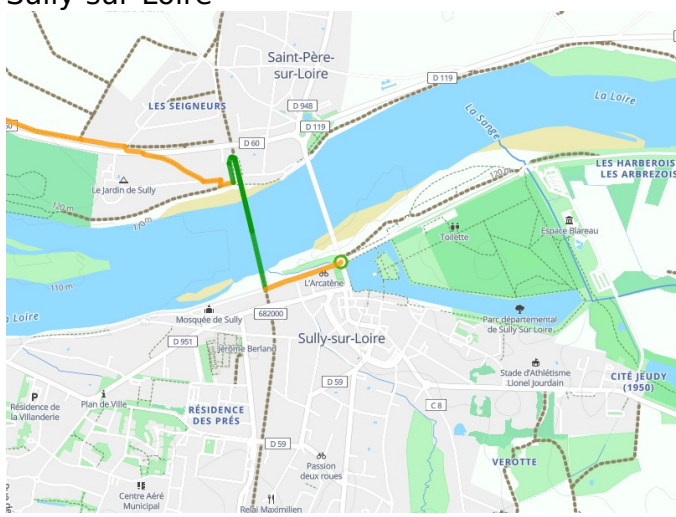 Sully-sur-Loire
Saint-Père-
sur-Loire
D 119
La Loire
LES SEIGNEURS
D 948
La Sange
D 119
D 60
LES HARBEROIS
LES ARBREZOIS
Le Jardin de Sully
120 m
120 m
110 m
Espace Blareau
Toilette
110 m
L'Arcatène
La Loire
Mosquée de Sully
682000
Parc départemental
de Sully Sur Loire
Sully-sur-Loire
D 951
Jérôme Berland
Stade d'Athlétisme
Lionel Jourdain
CITÉ JEUDY
(1950)
D 59
P
Résidence de
la Villanderie
Plan de Ville
RÉSIDENCE
DES PRÉS
C 8
D 59
VEROTTE
Passion
deux roues
Centre Aéré
Municipal
Relai Maximilien